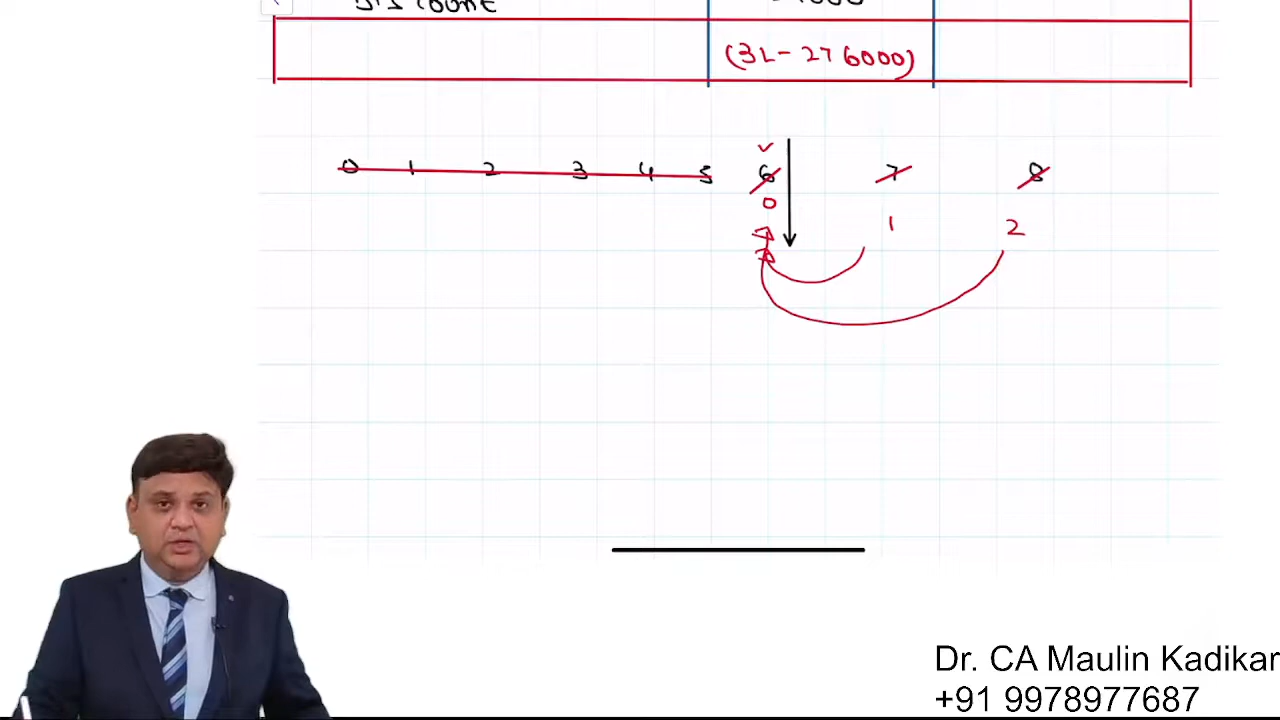 Discount
(3L - 276000)
0 1 2 3 4 5 6 7 8
0 1 2
Dr. CA Maulin Kadikar
+91 9978977687